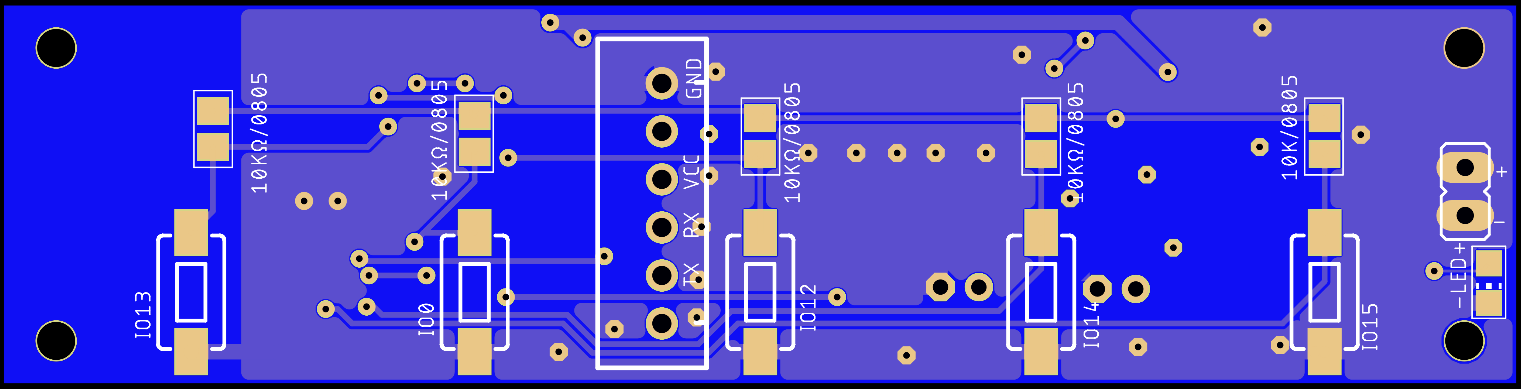 10KΩ/0805
10KΩ/0805
10KΩ/0805
10KΩ/0805
10K/0805
GND
VCC
RX
TX
+
−
−LED+
IO13
IO0
IO12
IO14
IO15